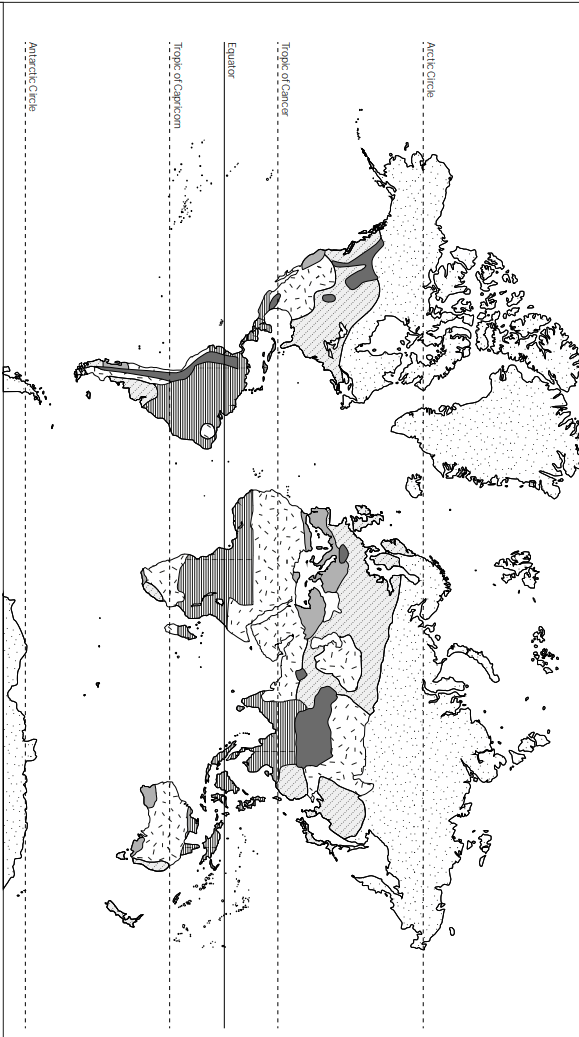 Arctic Circle
Tropic of Cancer
Equator
Tropic of Capricorn
Antarctic Circle